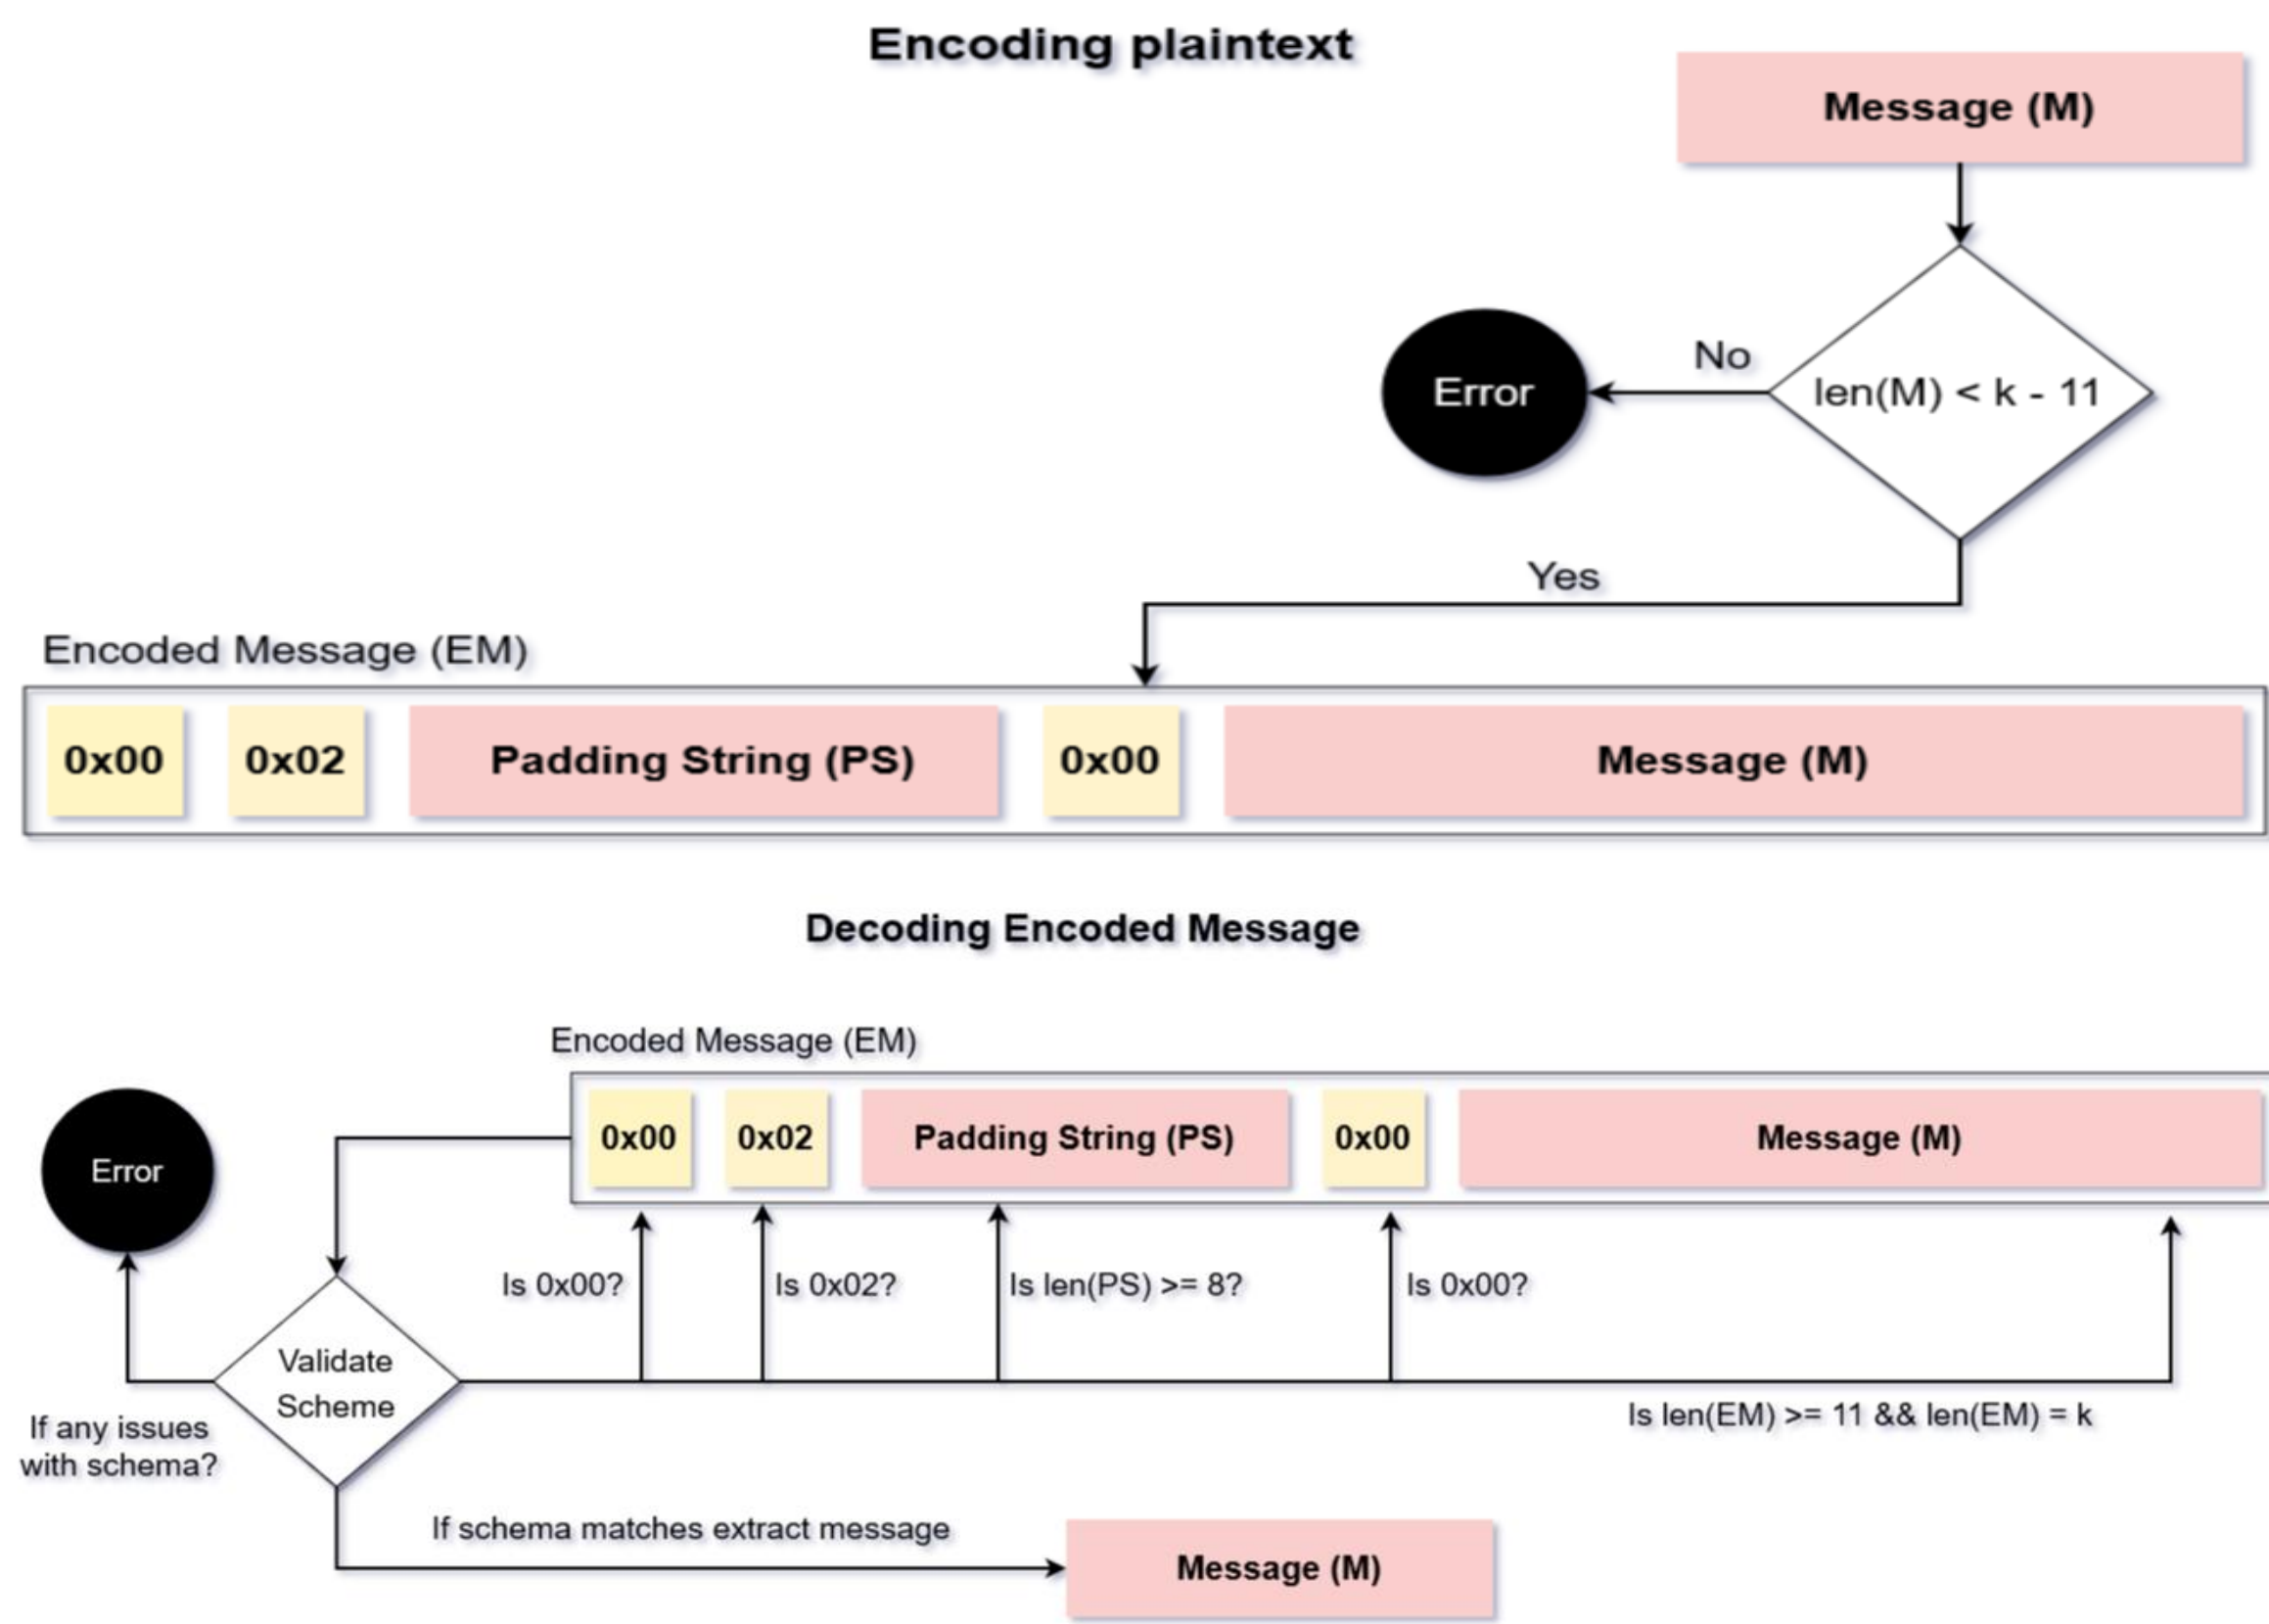 Encoding plaintext
Message (M)
No
Error
len(M) < k - 11
Yes
Encoded Message (EM)
0x00 0x02 Padding String (PS) 0x00 Message (M)
Decoding Encoded Message
Encoded Message (EM)
0x00 0x02 Padding String (PS) 0x00 Message (M)
Error
Is 0x00? Is 0x02? Is len(PS) >= 8? Is 0x00?
Validate
Scheme
If any issues
with schema?
Is len(EM) >= 11 && len(EM) = k
If schema matches extract message
Message (M)